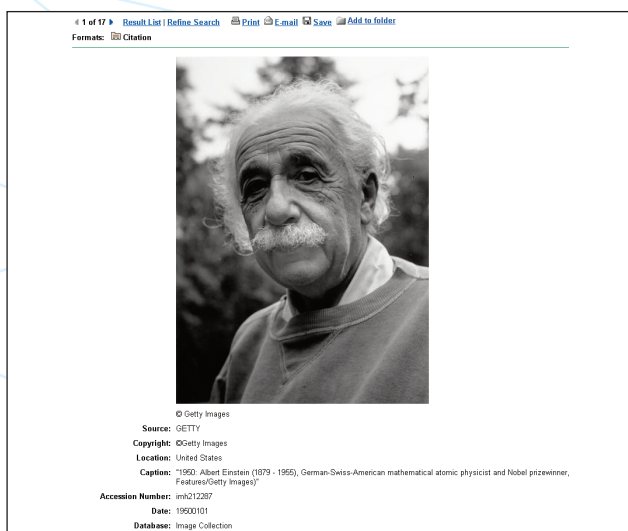 1 of 17 Result List | Refine Search Print E-mail Save Add to folder
Formats: Citation
© Getty Images
Source: GETTY
Copyright: ©Getty Images
Location: United States
Caption: "1950: Albert Einstein (1879 - 1955), German-Swiss-American mathematical atomic physicist and Nobel prizewinner,
Features/Getty Images)"
Accession Number: imh212287
Date: 19500101
Database: Image Collection